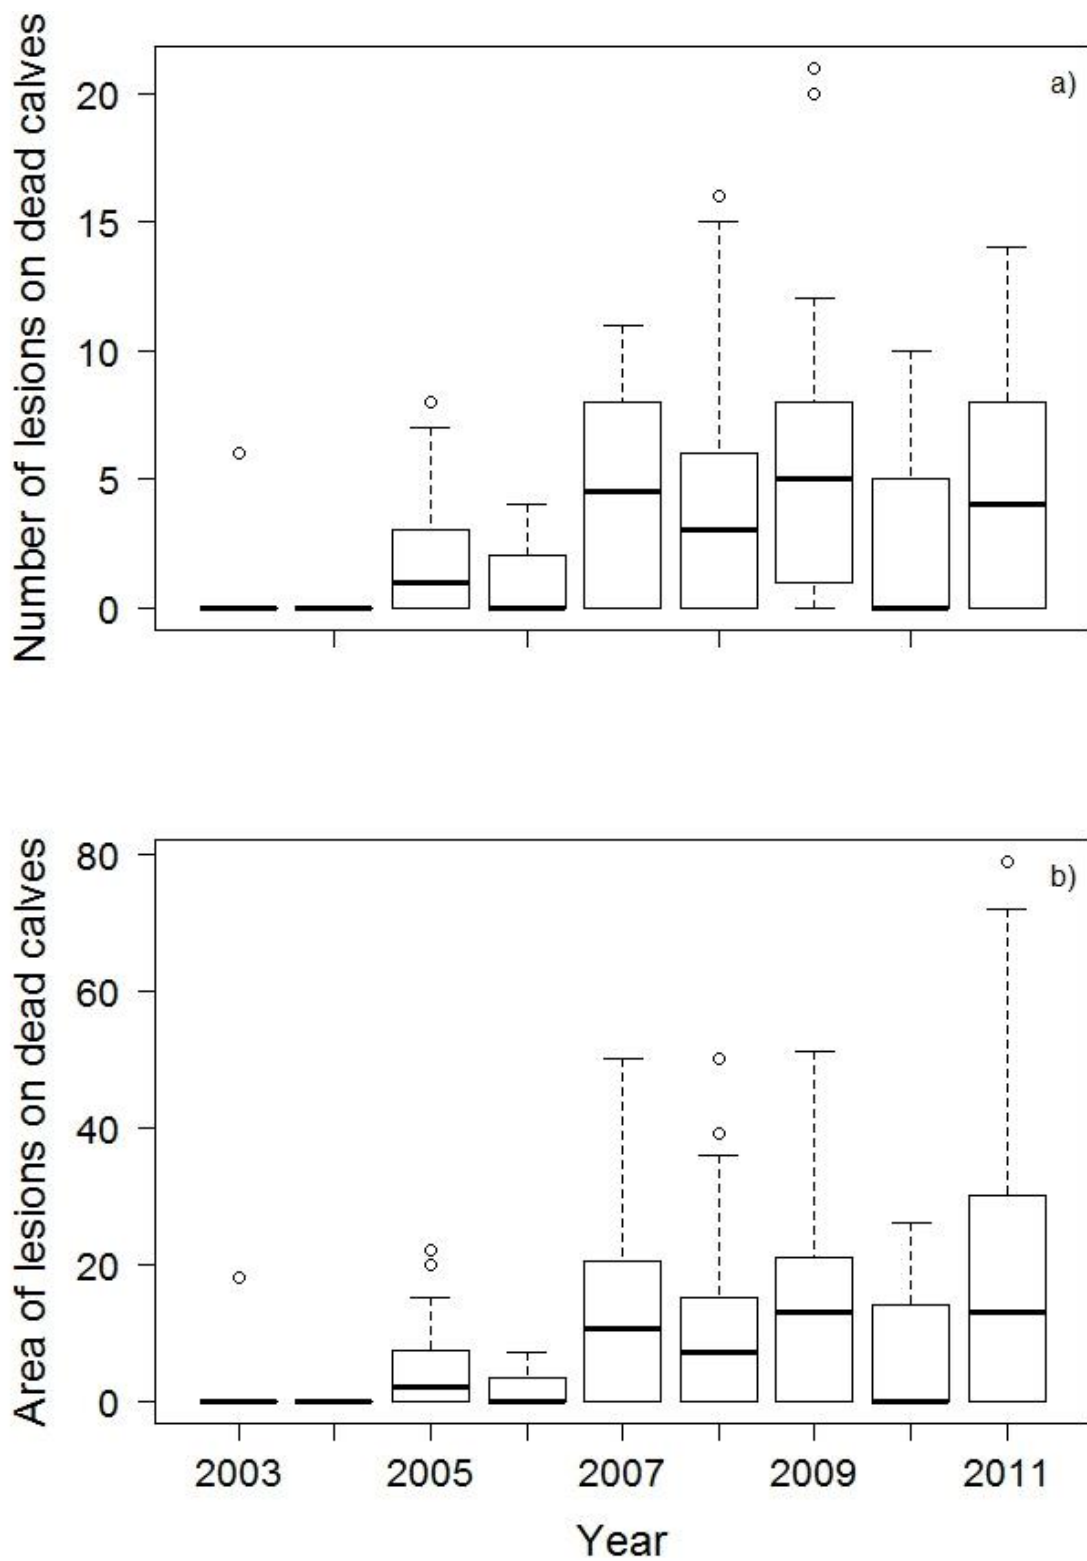 Number of lesions on dead calves
a)
20
15
10
5
0
Area of lesions on dead calves
b)
80
60
40
20
0
2003 2005 2007 2009 2011
Year